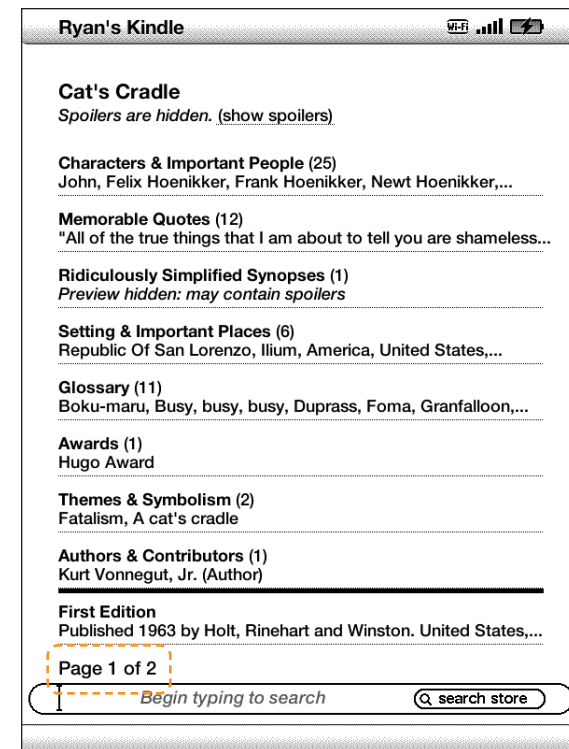 Ryan's Kindle
Wi-Fi
Cat's Cradle
Spoilers are hidden. (show spoilers)
Characters & Important People (25)
John, Felix Hoenikker, Frank Hoenikker, Newt Hoenikker,...
Memorable Quotes (12)
"All of the true things that I am about to tell you are shameless...
Ridiculously Simplified Synopses (1)
Preview hidden: may contain spoilers
Setting & Important Places (6)
Republic Of San Lorenzo, Ilium, America, United States,...
Glossary (11)
Boku-maru, Busy, busy, busy, Duprass, Foma, Granfalloon,...
Awards (1)
Hugo Award
Themes & Symbolism (2)
Fatalism, A cat's cradle
Authors & Contributors (1)
Kurt Vonnegut, Jr. (Author)
First Edition
Published 1963 by Holt, Rinehart and Winston. United States,...
Page 1 of 2
Begin typing to search
search store